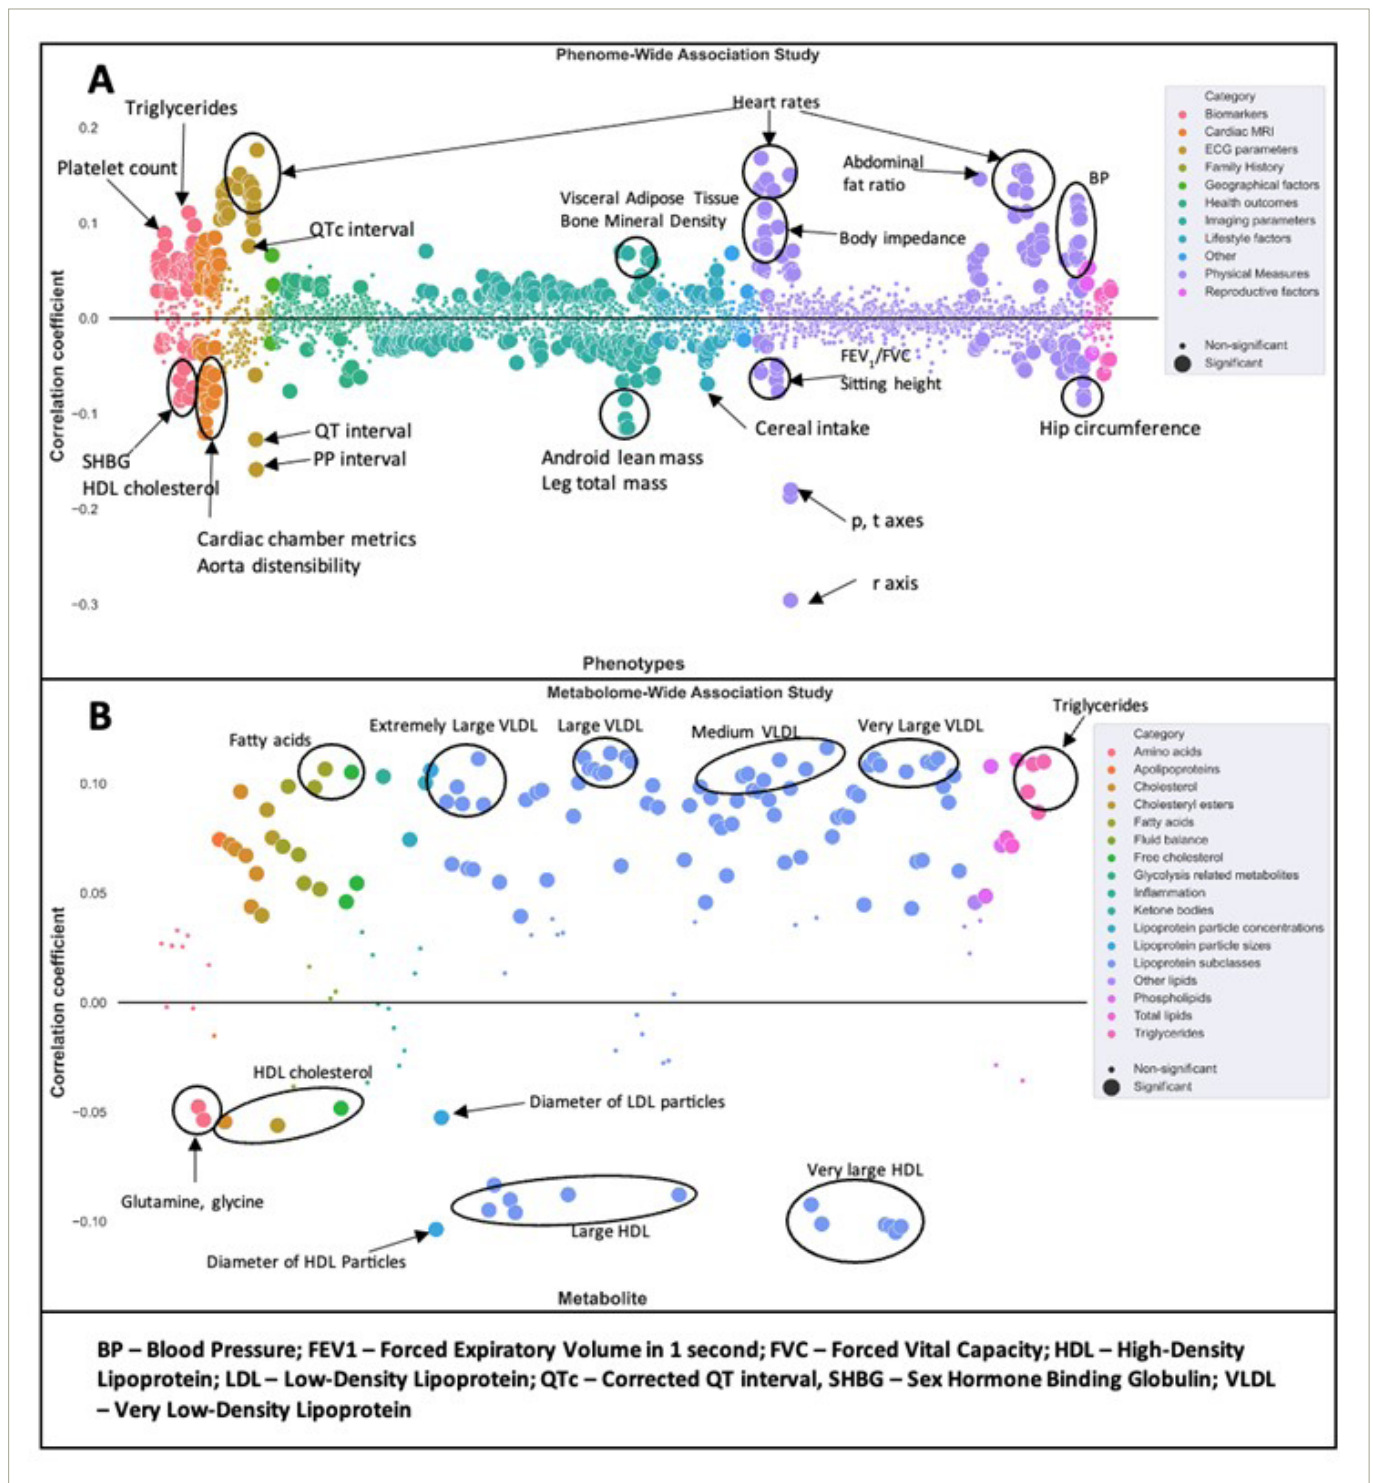 Phenome-Wide Association Study
A
Triglycerides
Heart rates
Platelet count
Abdominal
fat ratio
BP
Visceral Adipose Tissue
Bone Mineral Density
QTc interval
Body impedance
0.2
0.1
0.0
−0.1
−0.2
−0.3
Correlation coefficient
FEV1/FVC
Sitting height
QT interval
PP interval
Cereal intake
Hip circumference
SHBG
HDL cholesterol
Android lean mass
Leg total mass
Cardiac chamber metrics
Aorta distensibility
p, t axes
r axis
Phenotypes
Category
Biomarkers
Cardiac MRI
ECG parameters
Family History
Geographical factors
Health outcomes
Imaging parameters
Lifestyle factors
Other
Physical Measures
Reproductive factors
Non-significant
Significant
Metabolome-Wide Association Study
B
Fatty acids
Extremely Large VLDL
Large VLDL
Medium VLDL
Very Large VLDL
Triglycerides
0.10
0.05
0.00
−0.05
−0.10
Correlation coefficient
HDL cholesterol
Diameter of LDL particles
Glutamine, glycine
Very large HDL
Large HDL
Diameter of HDL Particles
Metabolite
Category
Amino acids
Apolipoproteins
Cholesterol
Cholesteryl esters
Fatty acids
Fluid balance
Free cholesterol
Glycolysis related metabolites
Inflammation
Ketone bodies
Lipoprotein particle concentrations
Lipoprotein particle sizes
Lipoprotein subclasses
Other lipids
Phospholipids
Total lipids
Triglycerides
Non-significant
Significant
BP – Blood Pressure; FEV1 – Forced Expiratory Volume in 1 second; FVC – Forced Vital Capacity; HDL – High-Density
Lipoprotein; LDL – Low-Density Lipoprotein; QTc – Corrected QT interval, SHBG – Sex Hormone Binding Globulin; VLDL
– Very Low-Density Lipoprotein